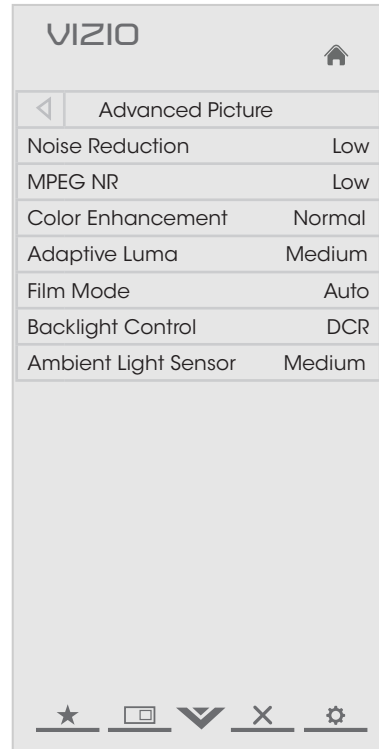 VIZIO
Advanced Picture
Noise Reduction Low
MPEG NR Low
Color Enhancement Normal
Adaptive Luma Medium
Film Mode Auto
Backlight Control DCR
Ambient Light Sensor Medium